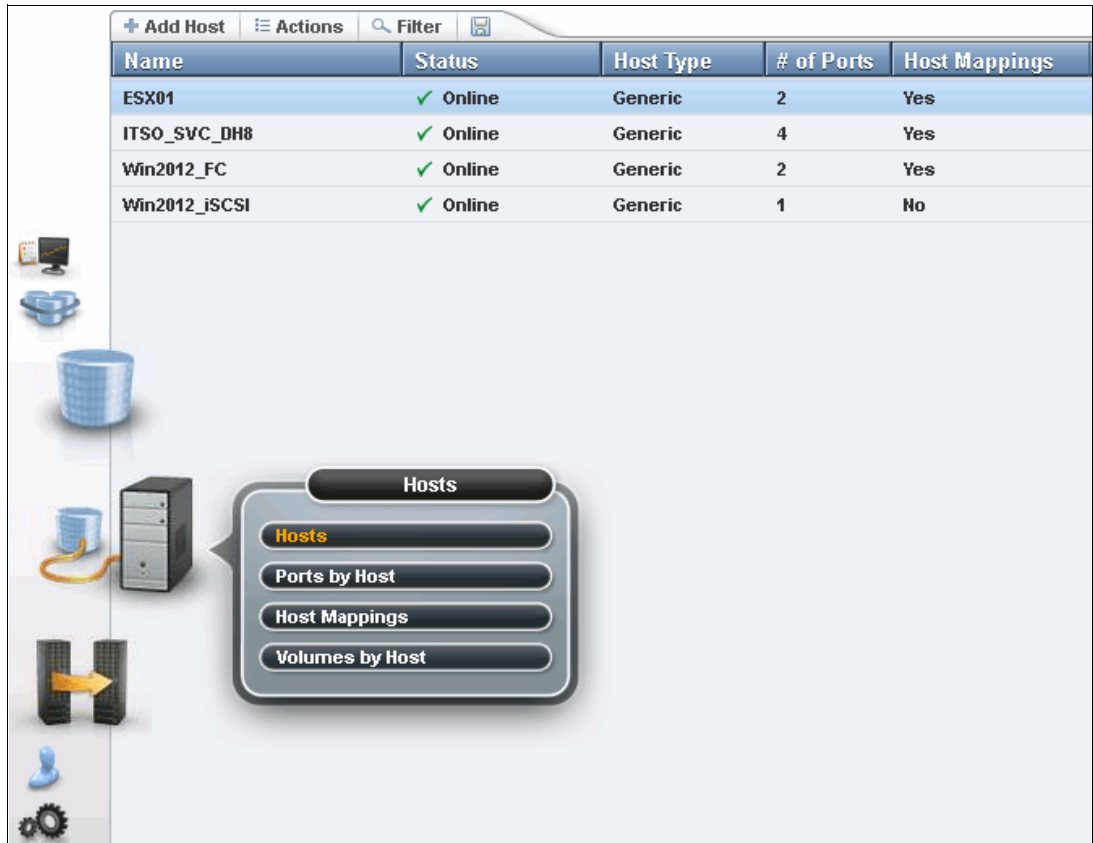 Add Host Actions Filter
Name Status Host Type # of Ports Host Mappings
ESX01 Online Generic 2 Yes
ITSO_SVC_DH8 Online Generic 4 Yes
Win2012_FC Online Generic 2 Yes
Win2012_iSCSI Online Generic 1 No
Hosts
Hosts
Ports by Host
Host Mappings
Volumes by Host